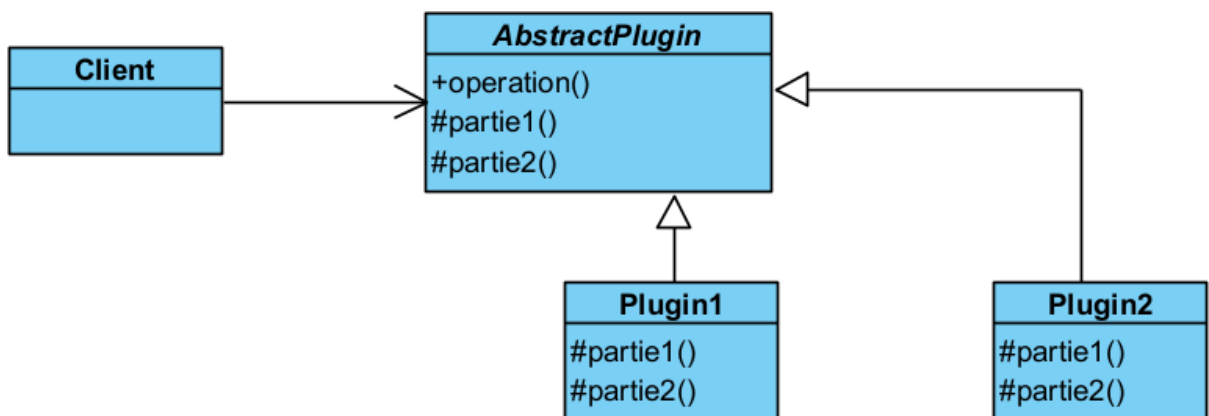 Client
AbstractPlugin
+operation()
#partie1()
#partie2()
Plugin1
#partie1()
#partie2()
Plugin2
#partie1()
#partie2()